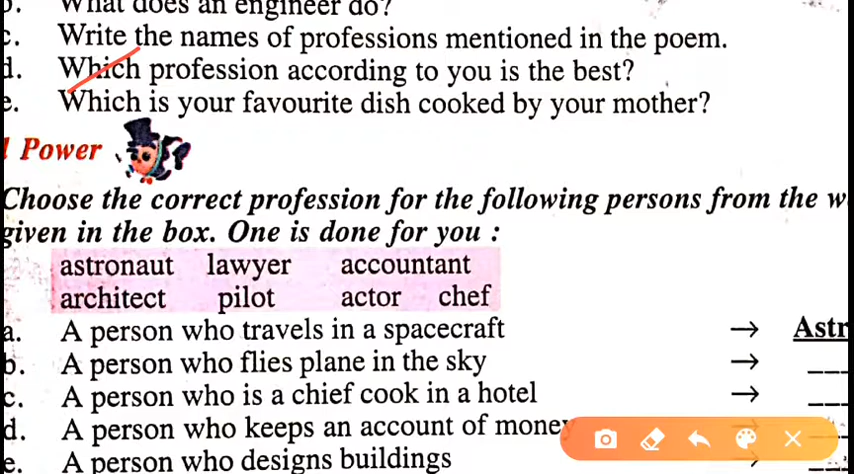 b. What does an engineer do?
c. Write the names of professions mentioned in the poem.
d. Which profession according to you is the best?
e. Which is your favourite dish cooked by your mother?
Power
Choose the correct profession for the following persons from the
given in the box. One is done for you :
astronaut lawyer accountant
architect pilot actor chef
a. A person who travels in a spacecraft → Astr
b. A person who flies plane in the sky →
c. A person who is a chief cook in a hotel →
d. A person who keeps an account of money
e. A person who designs buildings →